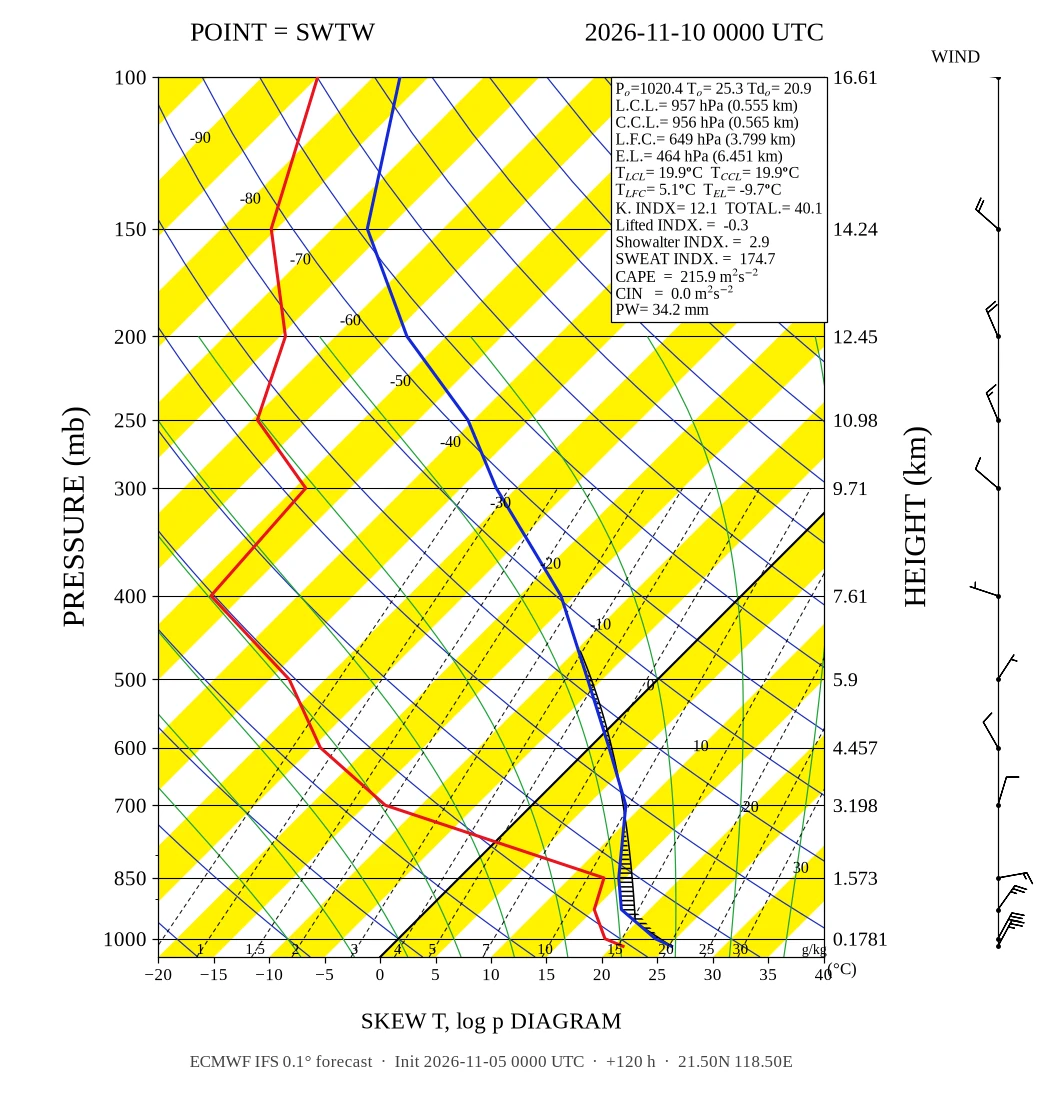 POINT = SWTW 2026-11-10 0000 UTC
WIND
P₀=1020.4 T₀= 25.3 Td₀= 20.9
L.C.L.= 957 hPa (0.555 km)
C.C.L.= 956 hPa (0.565 km)
L.F.C.= 649 hPa (3.799 km)
E.L.= 464 hPa (6.451 km)
T_LCL= 19.9°C T_CCL= 19.9°C
T_LFC= 5.1°C T_EL= -9.7°C
K. INDX= 12.1 TOTAL.= 40.1
Lifted INDX. = -0.3
Showalter INDX. = 2.9
SWEAT INDX. = 174.7
CAPE = 215.9 m²s⁻²
CIN = 0.0 m²s⁻²
PW= 34.2 mm
PRESSURE (mb)
100
150
200
250
300
400
500
600
700
850
1000
-90
-80
-70
-60
-50
-40
-30
-20
-10
0
10
20
30
16.61
14.24
12.45
10.98
9.71
7.61
5.9
4.457
3.198
1.573
0.1781
HEIGHT (km)
1 1.5 2 3 4 5 7 10 15 20 25 30 g/kg
−20 −15 −10 −5 0 5 10 15 20 25 30 35 40 (°C)
SKEW T, log p DIAGRAM
ECMWF IFS 0.1° forecast · Init 2026-11-05 0000 UTC · +120 h · 21.50N 118.50E